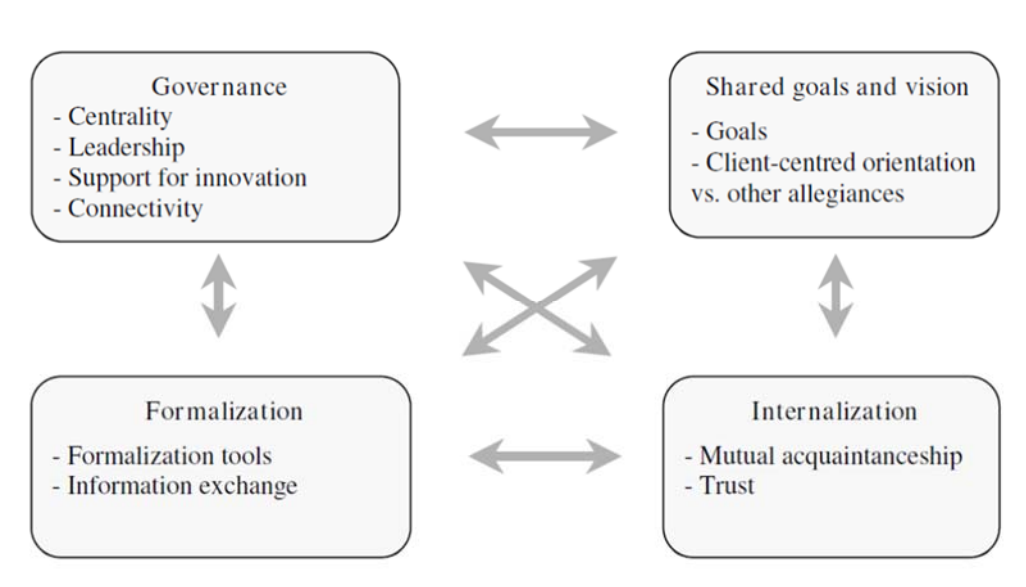 Governance
- Centrality
- Leadership
- Support for innovation
- Connectivity
Shared goals and vision
- Goals
- Client-centred orientation
vs. other allegiances
Formalization
- Formalization tools
- Information exchange
Internalization
- Mutual acquaintanceship
- Trust